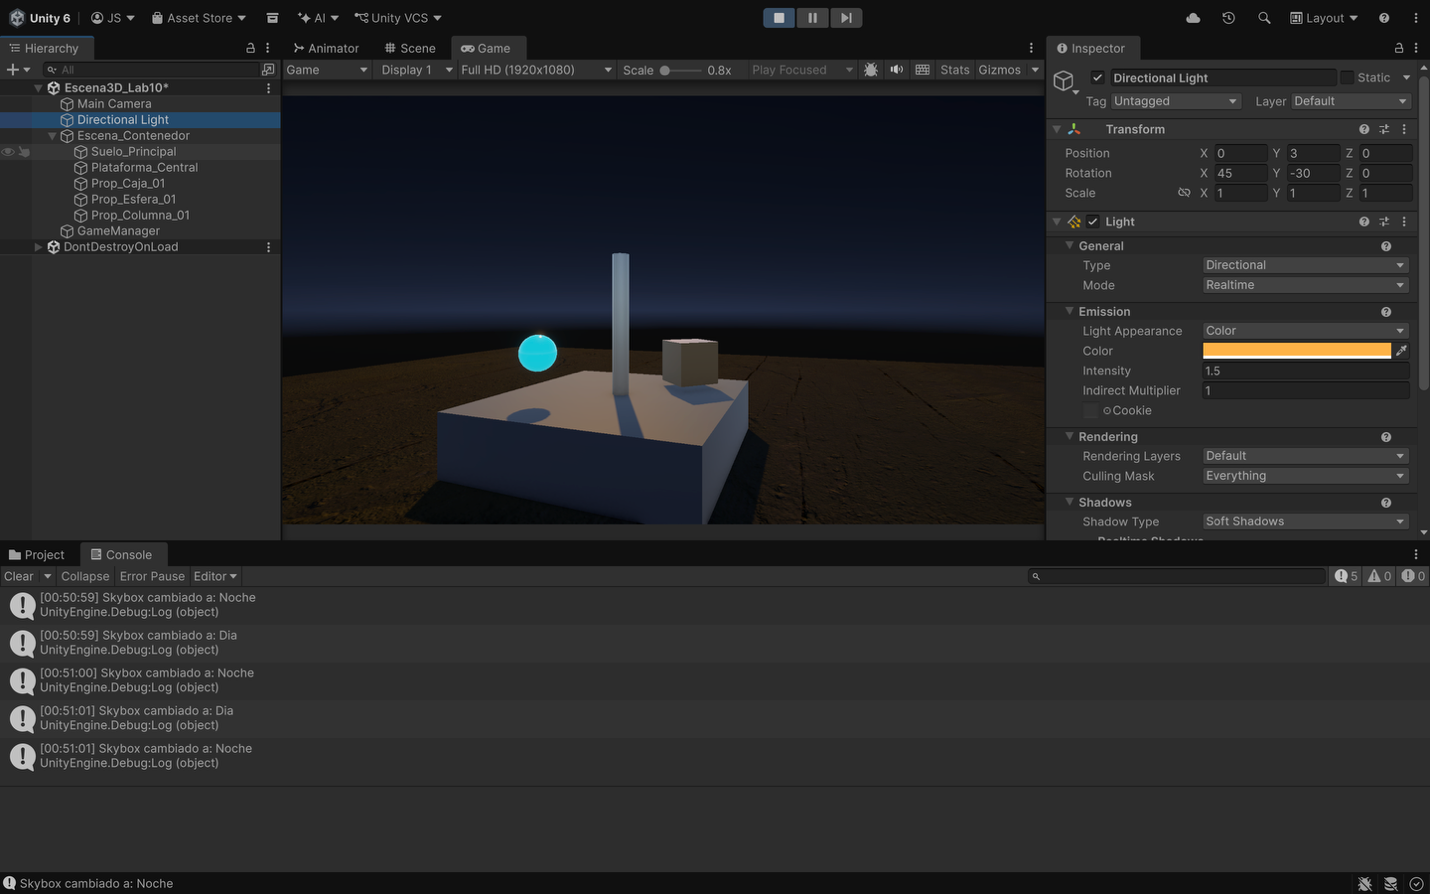 Unity 6
JS
Asset Store
AI
Unity VCS
Layout
Hierarchy
Animator
Scene
Game
Inspector
All
Game
Display 1
Full HD (1920x1080)
Scale
0.8x
Play Focused
Stats
Gizmos
Escena3D_Lab10*
Main Camera
Directional Light
Escena_Contenedor
Suelo_Principal
Plataforma_Central
Prop_Caja_01
Prop_Esfera_01
Prop_Columna_01
GameManager
DontDestroyOnLoad
Directional Light
Static
Tag Untagged Layer Default
Transform
Position X 0 Y 3 Z 0
Rotation X 45 Y -30 Z 0
Scale X 1 Y 1 Z 1
Light
General
Type Directional
Mode Realtime
Emission
Light Appearance Color
Color
Intensity 1.5
Indirect Multiplier 1
Cookie
Rendering
Rendering Layers Default
Culling Mask Everything
Shadows
Shadow Type Soft Shadows
Realtime Shadows
Project
Console
Clear
Collapse
Error Pause
Editor
5
0
0
[00:50:59] Skybox cambiado a: Noche
UnityEngine.Debug:Log (object)
[00:50:59] Skybox cambiado a: Dia
UnityEngine.Debug:Log (object)
[00:51:00] Skybox cambiado a: Noche
UnityEngine.Debug:Log (object)
[00:51:01] Skybox cambiado a: Dia
UnityEngine.Debug:Log (object)
[00:51:01] Skybox cambiado a: Noche
UnityEngine.Debug:Log (object)
Skybox cambiado a: Noche